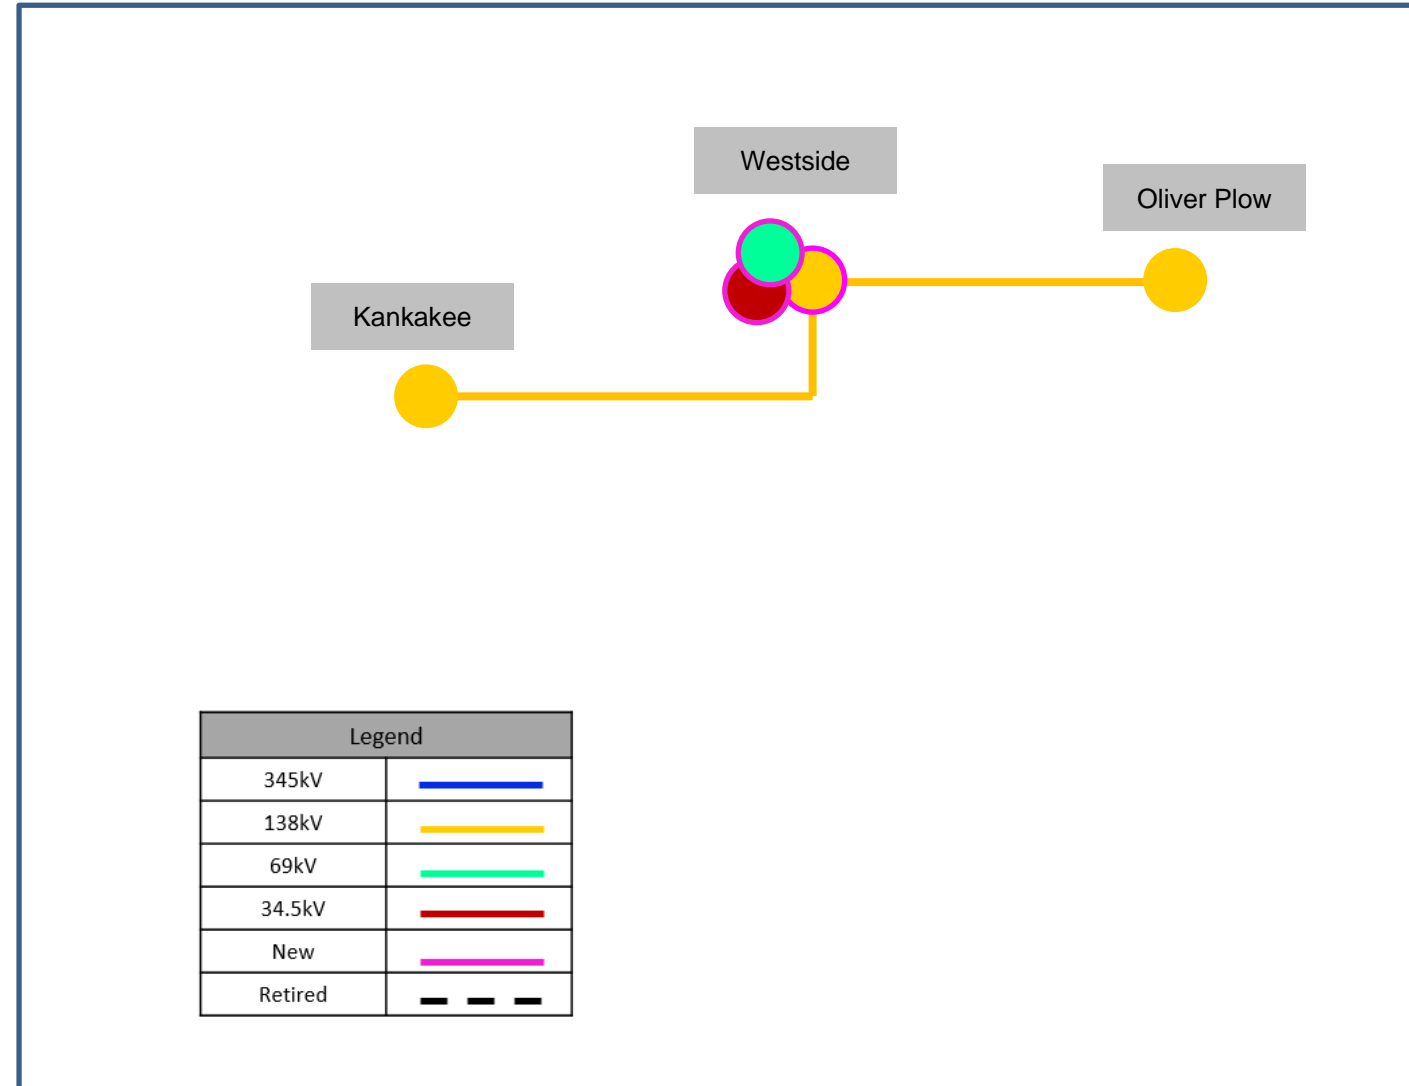 Westside
Oliver Plow
Kankakee
Legend
345kV
138kV
69kV
34.5kV
New
Retired